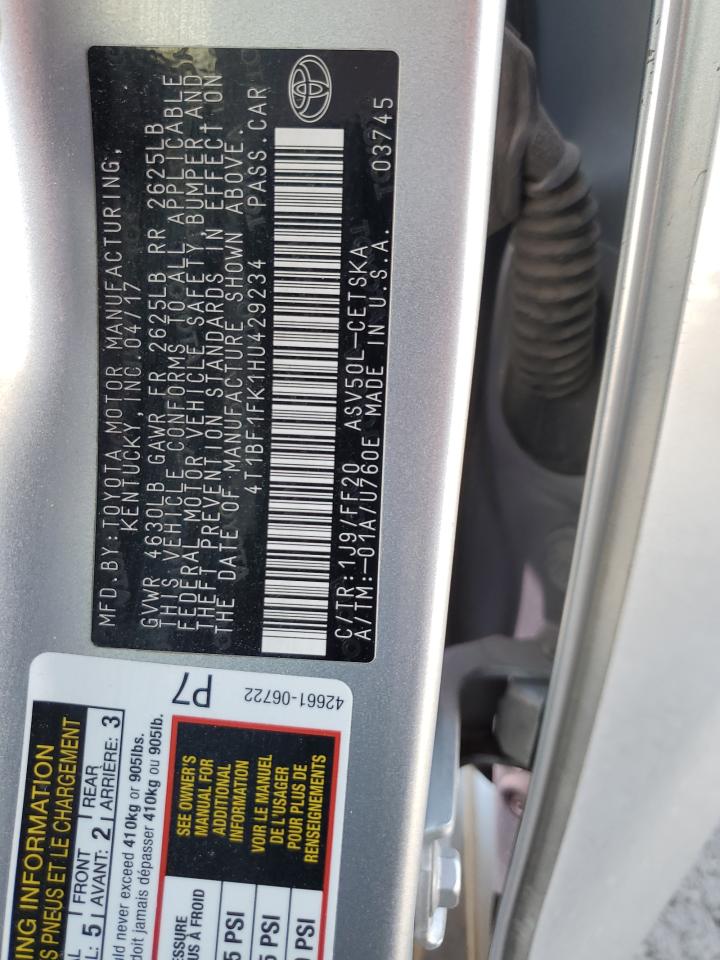 MFD.BY:TOYOTA MOTOR MANUFACTURING,
KENTUCKY, INC. 04/17
GVWR 4630LB GAWR FR 2625LB RR 2625LB
THIS VEHICLE CONFORMS TO ALL APPLICABLE
FEDERAL MOTOR VEHICLE SAFETY, BUMPER AND
THEFT PREVENTION STANDARDS IN EFFECT ON
THE DATE OF MANUFACTURE SHOWN ABOVE.
4T1BF1FK1HU429234 PASS.CAR
C/TR:1J9/FF20 ASV50L-CETSKA
A/TM:-01A/U760E MADE IN U.S.A. 03745
42661-06722
P7
ING INFORMATION
PNEUS ET LE CHARGEMENT
5 FRONT AVANT: 2 REAR ARRIÈRE: 3
never exceed 410kg or 905lbs.
doit jamais dépasser 410kg ou 905lb.
SEE OWNER'S
MANUAL FOR
ADDITIONAL
INFORMATION
VOIR LE MANUEL
DE L'USAGER
POUR PLUS DE
RENSEIGNEMENTS
À FROID
5 PSI
5 PSI
PSI